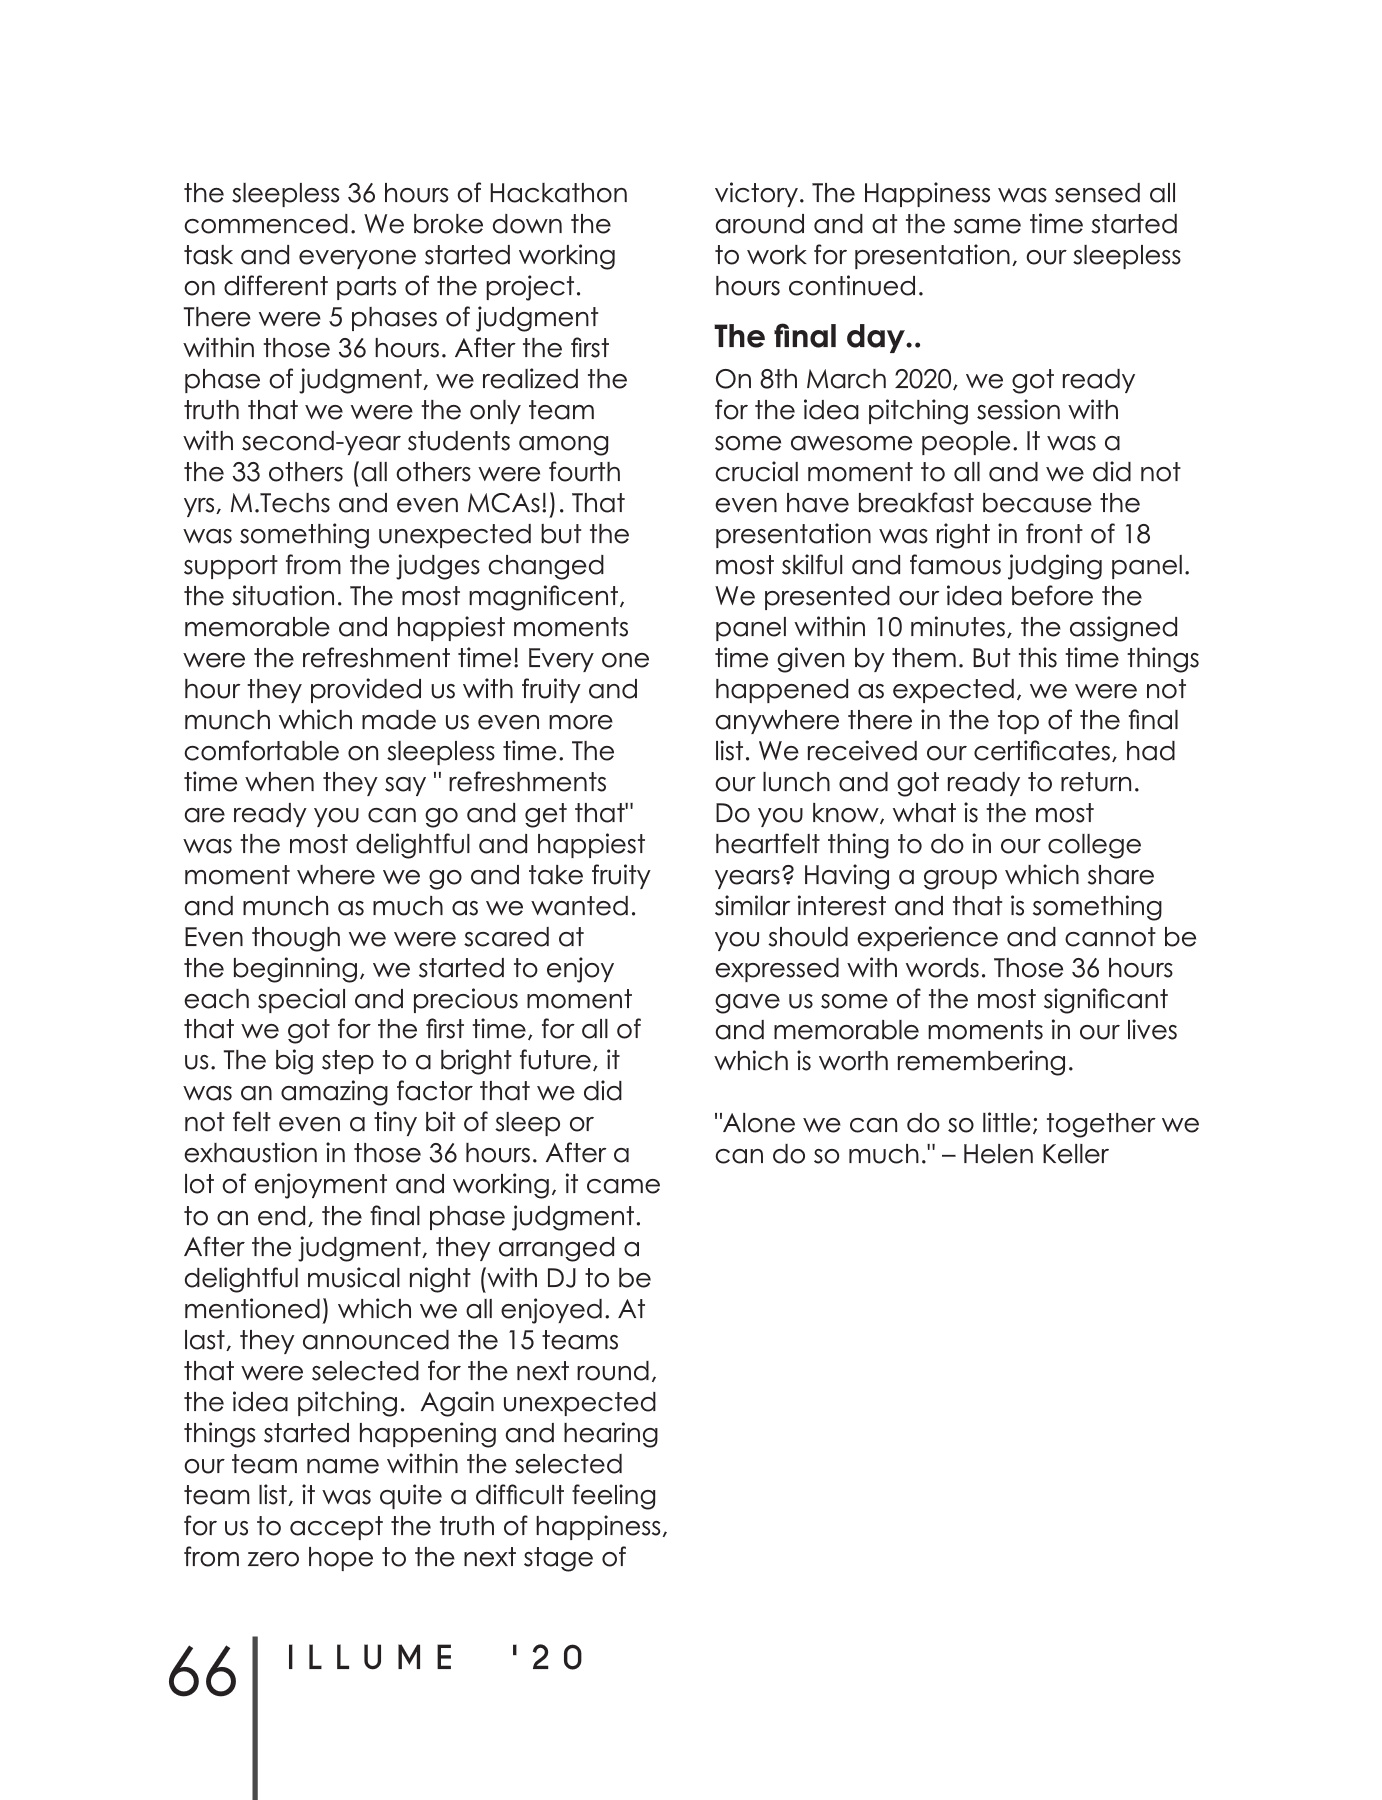 the sleepless 36 hours of Hackathon
commenced. We broke down the
task and everyone started working
on different parts of the project.
There were 5 phases of judgment
within those 36 hours. After the first
phase of judgment, we realized the
truth that we were the only team
with second-year students among
the 33 others (all others were fourth
yrs, M.Techs and even MCAs!). That
was something unexpected but the
support from the judges changed
the situation. The most magnificent,
memorable and happiest moments
were the refreshment time! Every one
hour they provided us with fruity and
munch which made us even more
comfortable on sleepless time. The
time when they say " refreshments
are ready you can go and get that"
was the most delightful and happiest
moment where we go and take fruity
and munch as much as we wanted.
Even though we were scared at
the beginning, we started to enjoy
each special and precious moment
that we got for the first time, for all of
us. The big step to a bright future, it
was an amazing factor that we did
not felt even a tiny bit of sleep or
exhaustion in those 36 hours. After a
lot of enjoyment and working, it came
to an end, the final phase judgment.
After the judgment, they arranged a
delightful musical night (with DJ to be
mentioned) which we all enjoyed. At
last, they announced the 15 teams
that were selected for the next round,
the idea pitching.  Again unexpected
things started happening and hearing
our team name within the selected
team list, it was quite a difficult feeling
for us to accept the truth of happiness,
from zero hope to the next stage of
victory. The Happiness was sensed all
around and at the same time started
to work for presentation, our sleepless
hours continued.
The final day..
On 8th March 2020, we got ready
for the idea pitching session with
some awesome people. It was a
crucial moment to all and we did not
even have breakfast because the
presentation was right in front of 18
most skilful and famous judging panel.
We presented our idea before the
panel within 10 minutes, the assigned
time given by them. But this time things
happened as expected, we were not
anywhere there in the top of the final
list. We received our certificates, had
our lunch and got ready to return.
Do you know, what is the most
heartfelt thing to do in our college
years? Having a group which share
similar interest and that is something
you should experience and cannot be
expressed with words. Those 36 hours
gave us some of the most significant
and memorable moments in our lives
which is worth remembering.
"Alone we can do so little; together we
can do so much." – Helen Keller
66
ILLUME '20